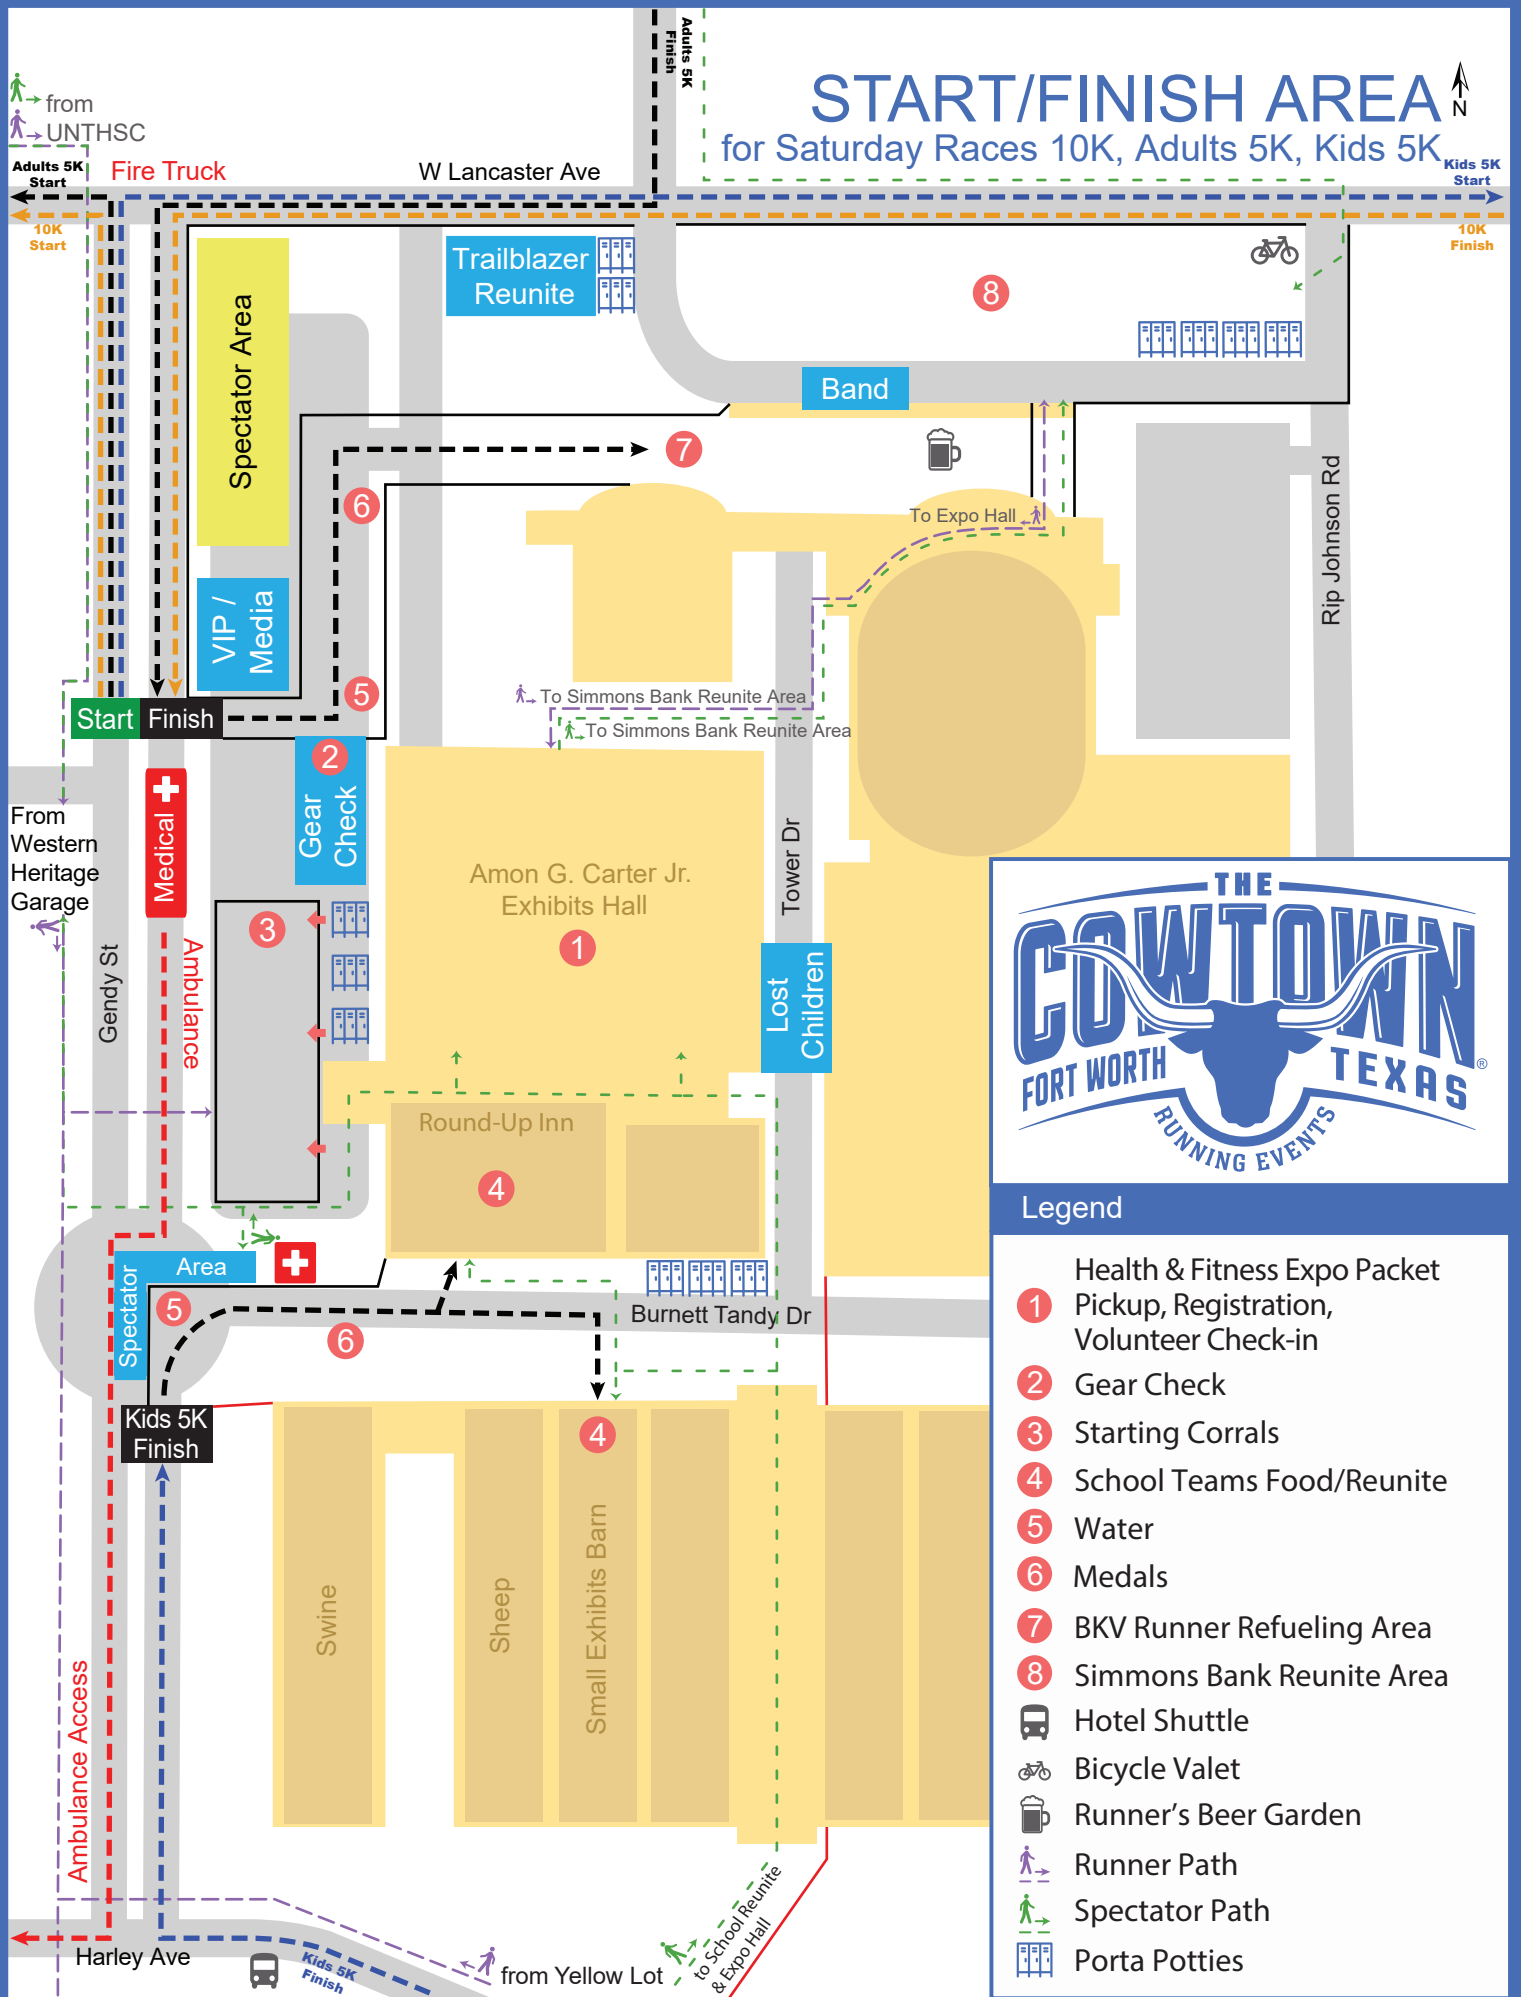 START/FINISH AREA
for Saturday Races 10K, Adults 5K, Kids 5K
N
Adults 5K
Finish
from
UNTHSC
Adults 5K
Start
Fire Truck
W Lancaster Ave
Kids 5K
Start
10K
Start
10K
Finish
Spectator Area
Trailblazer
Reunite
8
Band
7
6
To Expo Hall
Rip Johnson Rd
VIP /
Media
5
To Simmons Bank Reunite Area
To Simmons Bank Reunite Area
Start
Finish
2
Gear
Check
Medical
From
Western
Heritage
Garage
Gendy St
Ambulance
3
Amon G. Carter Jr.
Exhibits Hall
1
Tower Dr
Lost
Children
Round-Up Inn
4
Spectator
Area
5
6
Burnett Tandy Dr
Kids 5K
Finish
4
Swine
Sheep
Small Exhibits Barn
Ambulance Access
Harley Ave
Kids 5K
Finish
from Yellow Lot
to School Reunite
& Expo Hall
THE
COWTOWN
®
FORT WORTH
TEXAS
RUNNING EVENTS
Legend
1
Health & Fitness Expo Packet
Pickup, Registration,
Volunteer Check-in
2 Gear Check
3 Starting Corrals
4 School Teams Food/Reunite
5 Water
6 Medals
7 BKV Runner Refueling Area
8 Simmons Bank Reunite Area
Hotel Shuttle
Bicycle Valet
Runner’s Beer Garden
Runner Path
Spectator Path
Porta Potties